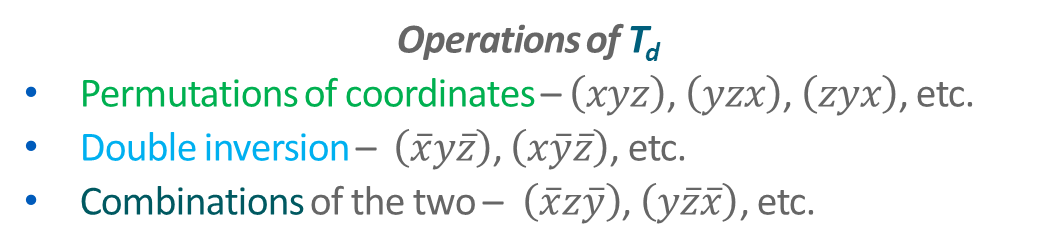 Operations of T_d
• Permutations of coordinates – (xyz), (yzx), (zyx), etc.
• Double inversion – (x̄yz̄), (xȳz̄), etc.
• Combinations of the two – (x̄zȳ), (yz̄x̄), etc.